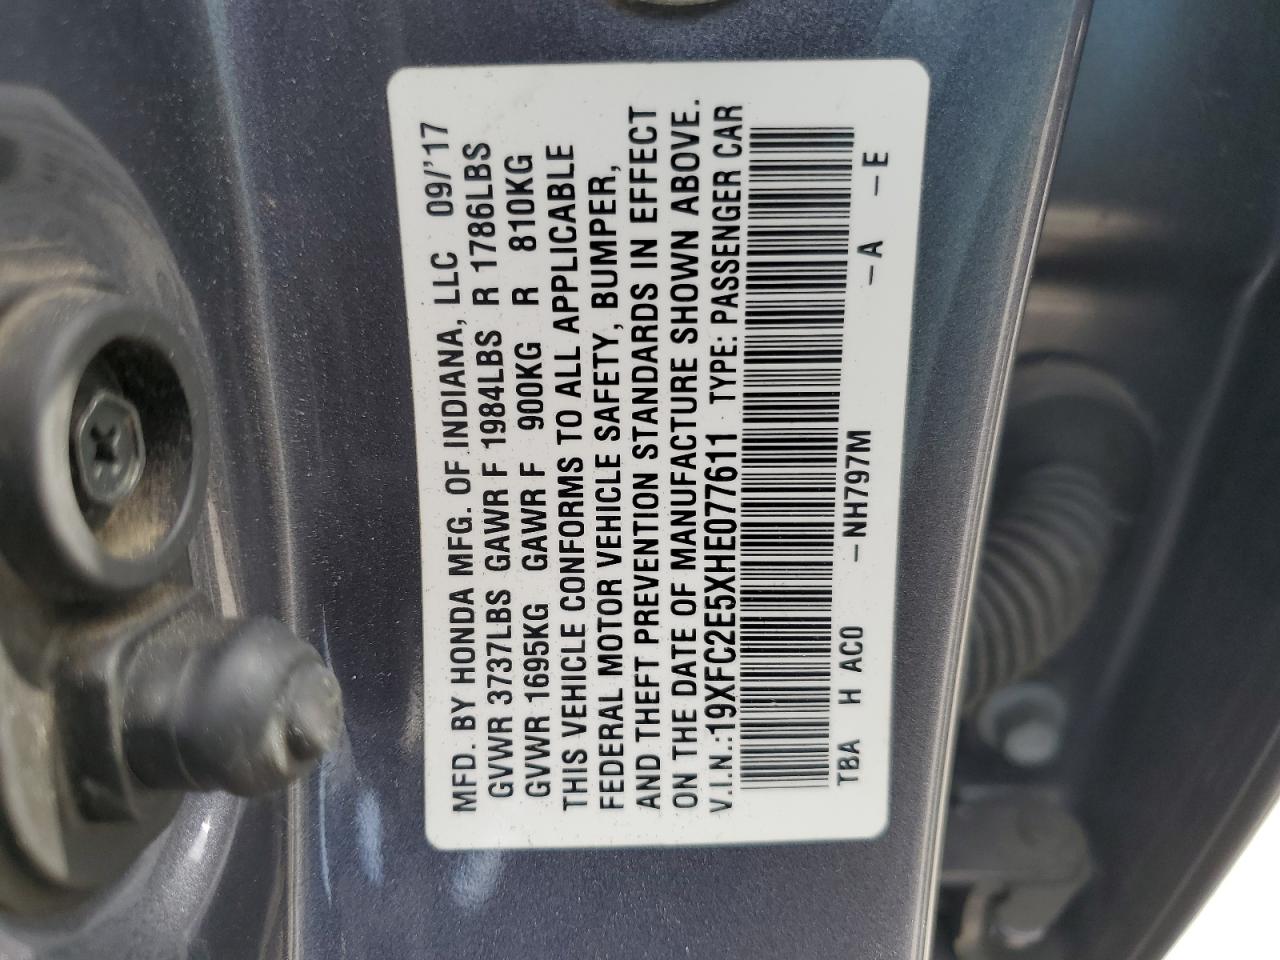 MFD. BY HONDA MFG. OF INDIANA, LLC 09/'17
GVWR 3737LBS GAWR F 1984LBS R 1786LBS
GVWR 1695KG GAWR F 900KG R 810KG
THIS VEHICLE CONFORMS TO ALL APPLICABLE
FEDERAL MOTOR VEHICLE SAFETY, BUMPER,
AND THEFT PREVENTION STANDARDS IN EFFECT
ON THE DATE OF MANUFACTURE SHOWN ABOVE.
V.I.N.:19XFC2E5XHE077611 TYPE: PASSENGER CAR
TBA H AC0 -NH797M -A -E